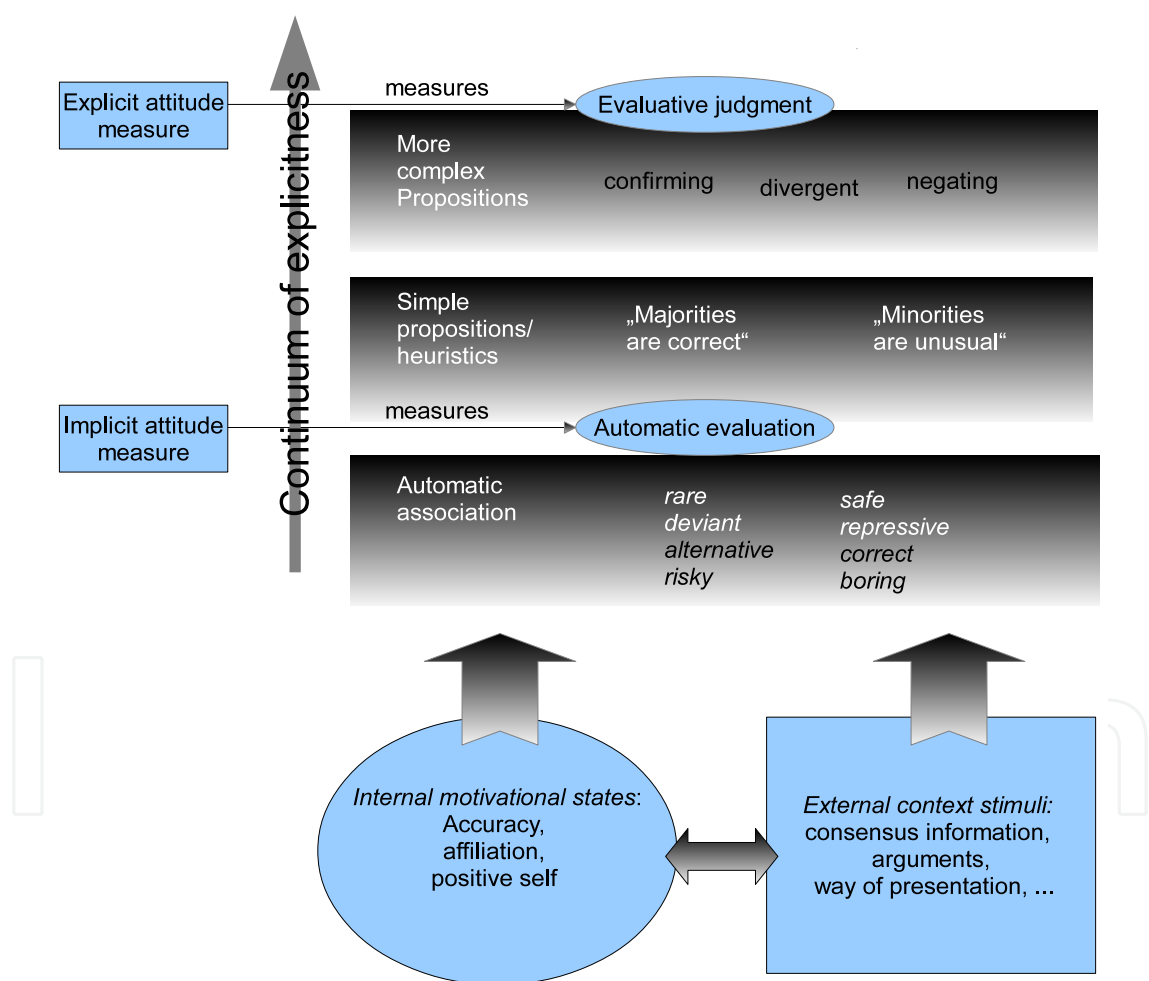 Continuum of explicitness
Explicit attitude
measure
measures
Evaluative judgment
More
complex
Propositions
confirming
divergent
negating
Simple
propositions/
heuristics
„Majorities
are correct“
„Minorities
are unusual“
Implicit attitude
measure
measures
Automatic evaluation
Automatic
association
rare
deviant
alternative
risky
safe
repressive
correct
boring
Internal motivational states:
Accuracy,
affiliation,
positive self
External context stimuli:
consensus information,
arguments,
way of presentation, ...